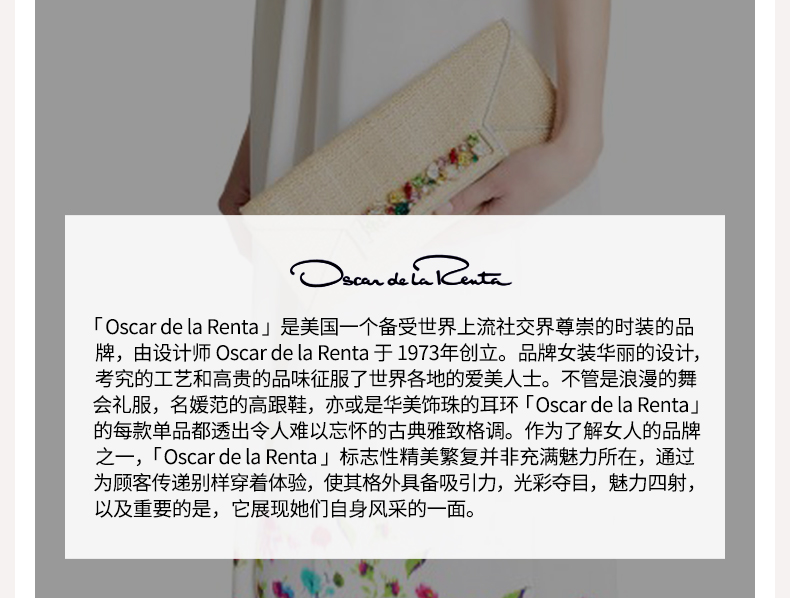 Oscar de la Renta
「Oscar de la Renta」是美国一个备受世界上流社交界尊崇的时装的品
牌，由设计师 Oscar de la Renta 于 1973年创立。品牌女装华丽的设计，
考究的工艺和高贵的品味征服了世界各地的爱美人士。不管是浪漫的舞
会礼服，名媛范的高跟鞋，亦或是华美饰珠的耳环「Oscar de la Renta」
的每款单品都透出令人难以忘怀的古典雅致格调。作为了解女人的品牌
之一，「Oscar de la Renta」标志性精美繁复并非充满魅力所在，通过
为顾客传递别样穿着体验，使其格外具备吸引力，光彩夺目，魅力四射，
以及重要的是，它展现她们自身风采的一面。